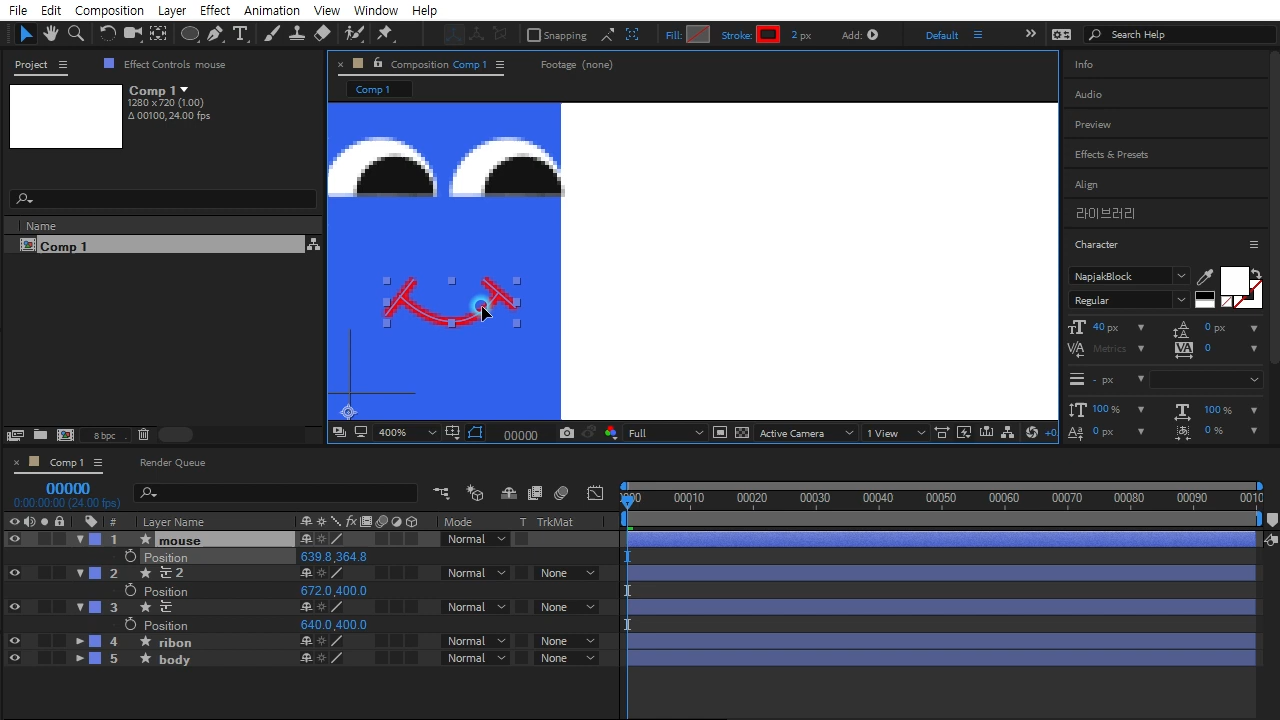 File Edit Composition Layer Effect Animation View Window Help
Snapping Fill: Stroke: 2 px Add: Default Search Help
Project Effect Controls mouse
Comp 1
1280 x 720 (1.00)
Δ 00100, 24.00 fps
Name
Comp 1
8 bpc
Composition Comp 1 Footage (none)
Comp 1
400% 00000 Full Active Camera 1 View +0.
Info
Audio
Preview
Effects & Presets
Align
라이브러리
Character
NapjakBlock
Regular
40 px 0 px
Metrics 0
- px
100 % 100 %
0 px 0 %
Comp 1 Render Queue
00000
0:00:00:00 (24.00 fps)
00010 00020 00030 00040 00050 00060 00070 00080 00090 0010
# Layer Name Mode T TrkMat
1 mouse Normal
Position 639.8,364.8
2 눈 2 Normal None
Position 672.0,400.0
3 눈 Normal None
Position 640.0,400.0
4 ribon Normal None
5 body Normal None